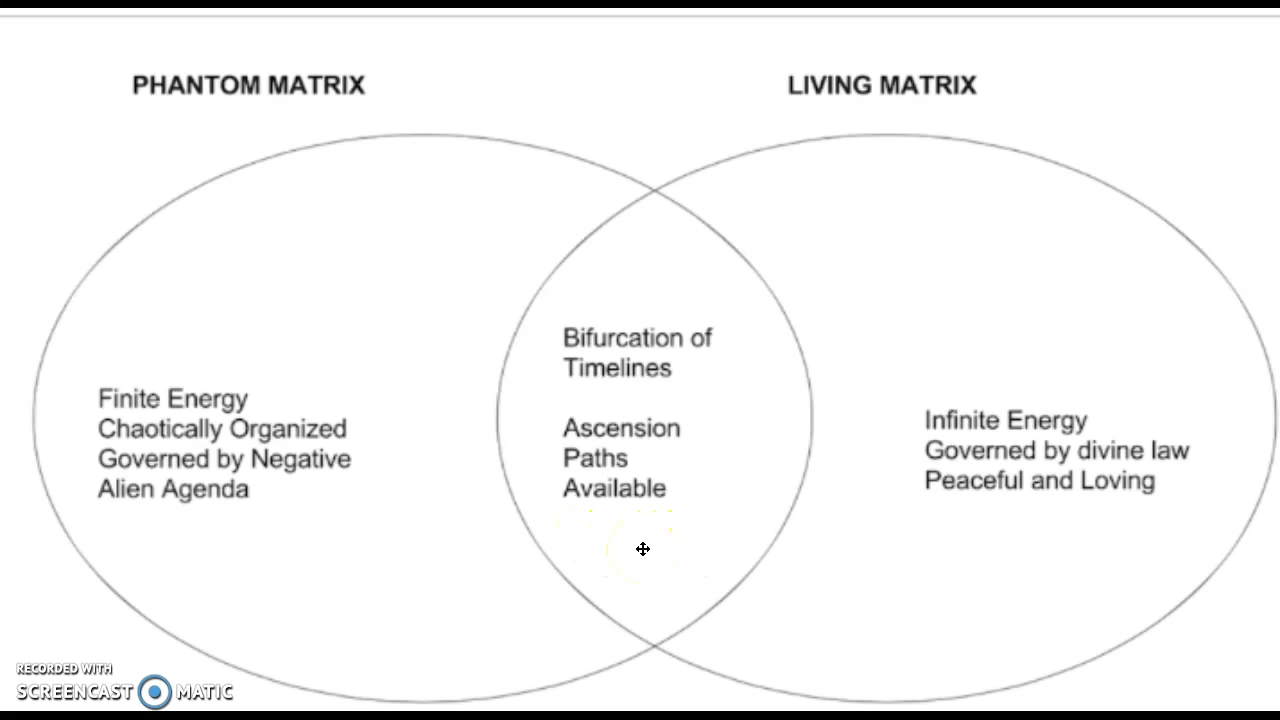 PHANTOM MATRIX
LIVING MATRIX
Finite Energy
Chaotically Organized
Governed by Negative
Alien Agenda
Bifurcation of
Timelines
Ascension
Paths
Available
Infinite Energy
Governed by divine law
Peaceful and Loving
RECORDED WITH
SCREENCAST MATIC